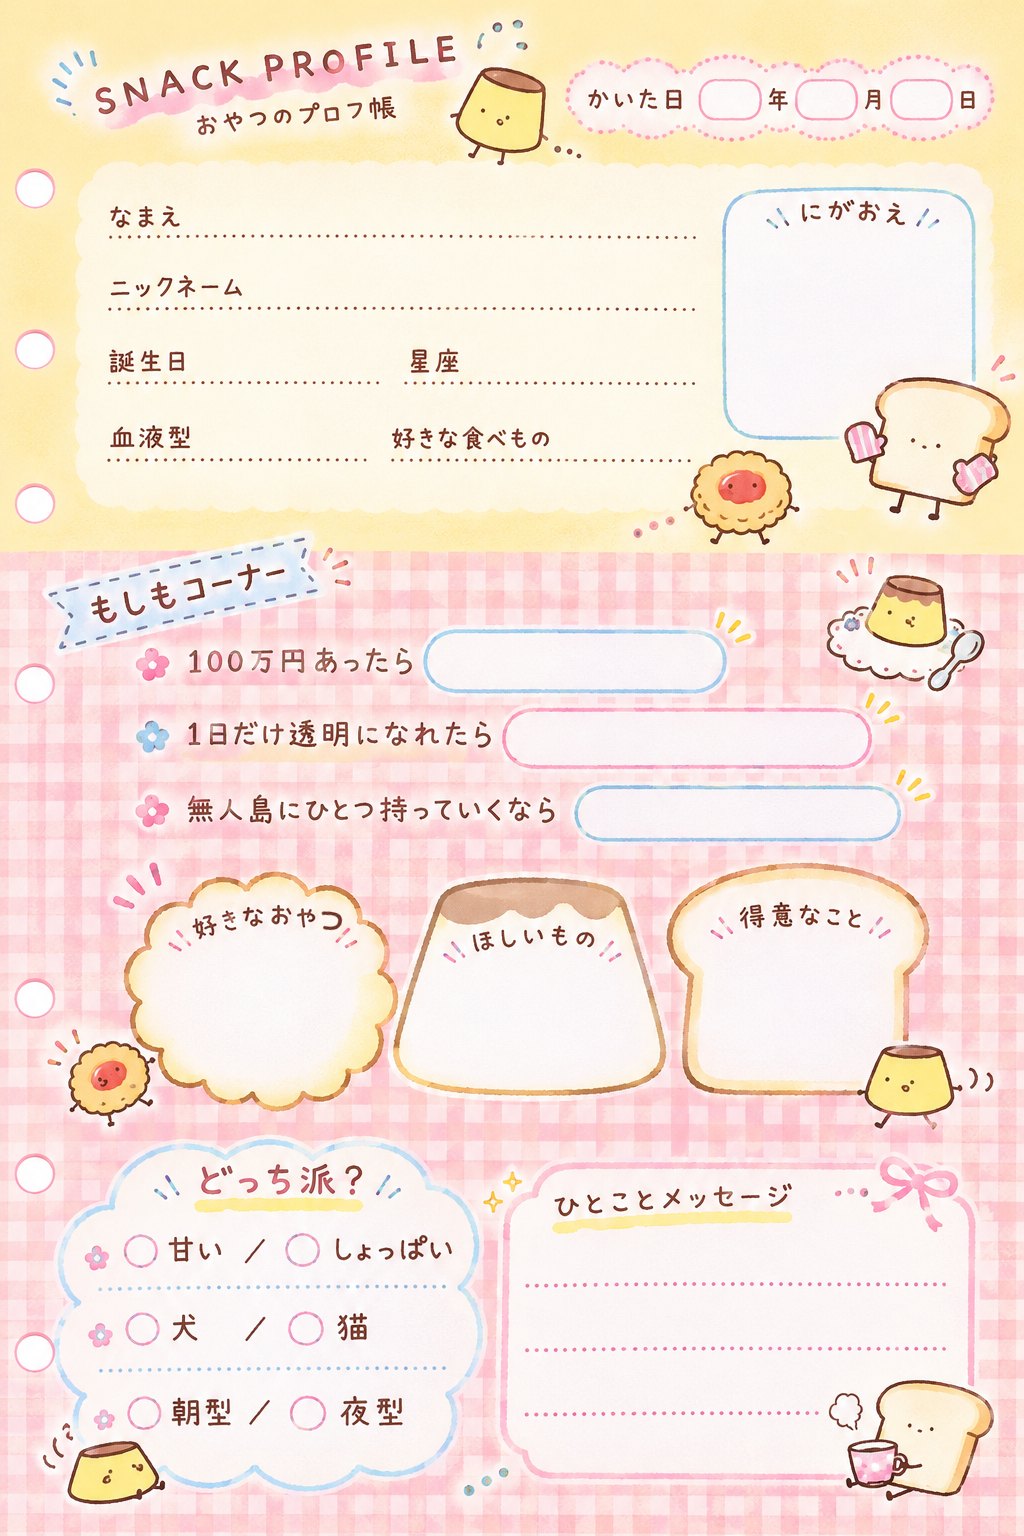 SNACK PROFILE
おやつのプロフ帳
かいた日 年 月 日
なまえ
にがおえ
ニックネーム
誕生日 星座
血液型 好きな食べもの
もしもコーナー
100万円あったら
1日だけ透明になれたら
無人島にひとつ持っていくなら
好きなおやつ
ほしいもの
得意なこと
どっち派？
甘い / しょっぱい
犬 / 猫
朝型 / 夜型
ひとことメッセージ